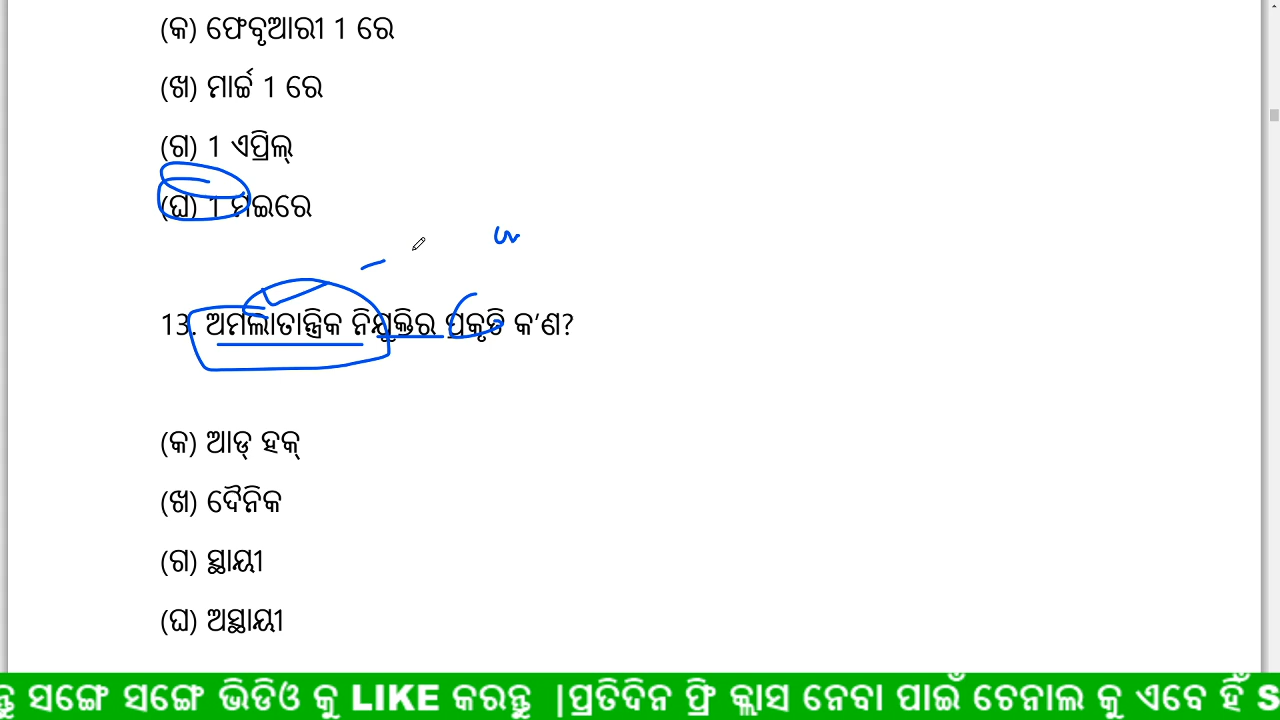 (କ) ଫେବୃଆରୀ 1 ରେ
(ଖ) ମାର୍ଚ୍ଚ 1 ରେ
(ଗ) 1 ଏପ୍ରିଲ୍
(ଘ) 1 ମଇରେ
13. ଅମଲାତାନ୍ତ୍ରିକ ନିଯୁକ୍ତିର ପ୍ରକୃତି କ’ଣ?
(କ) ଆଡ୍ ହକ୍
(ଖ) ଦୈନିକ
(ଗ) ସ୍ଥାୟୀ
(ଘ) ଅସ୍ଥାୟୀ
ସଙ୍ଗେ ସଙ୍ଗେ ଭିଡିଓ କୁ LIKE କରନ୍ତୁ |ପ୍ରତିଦିନ ଫ୍ରି କ୍ଲାସ ନେବା ପାଇଁ ଚେନାଲ କୁ ଏବେ ହିଁ